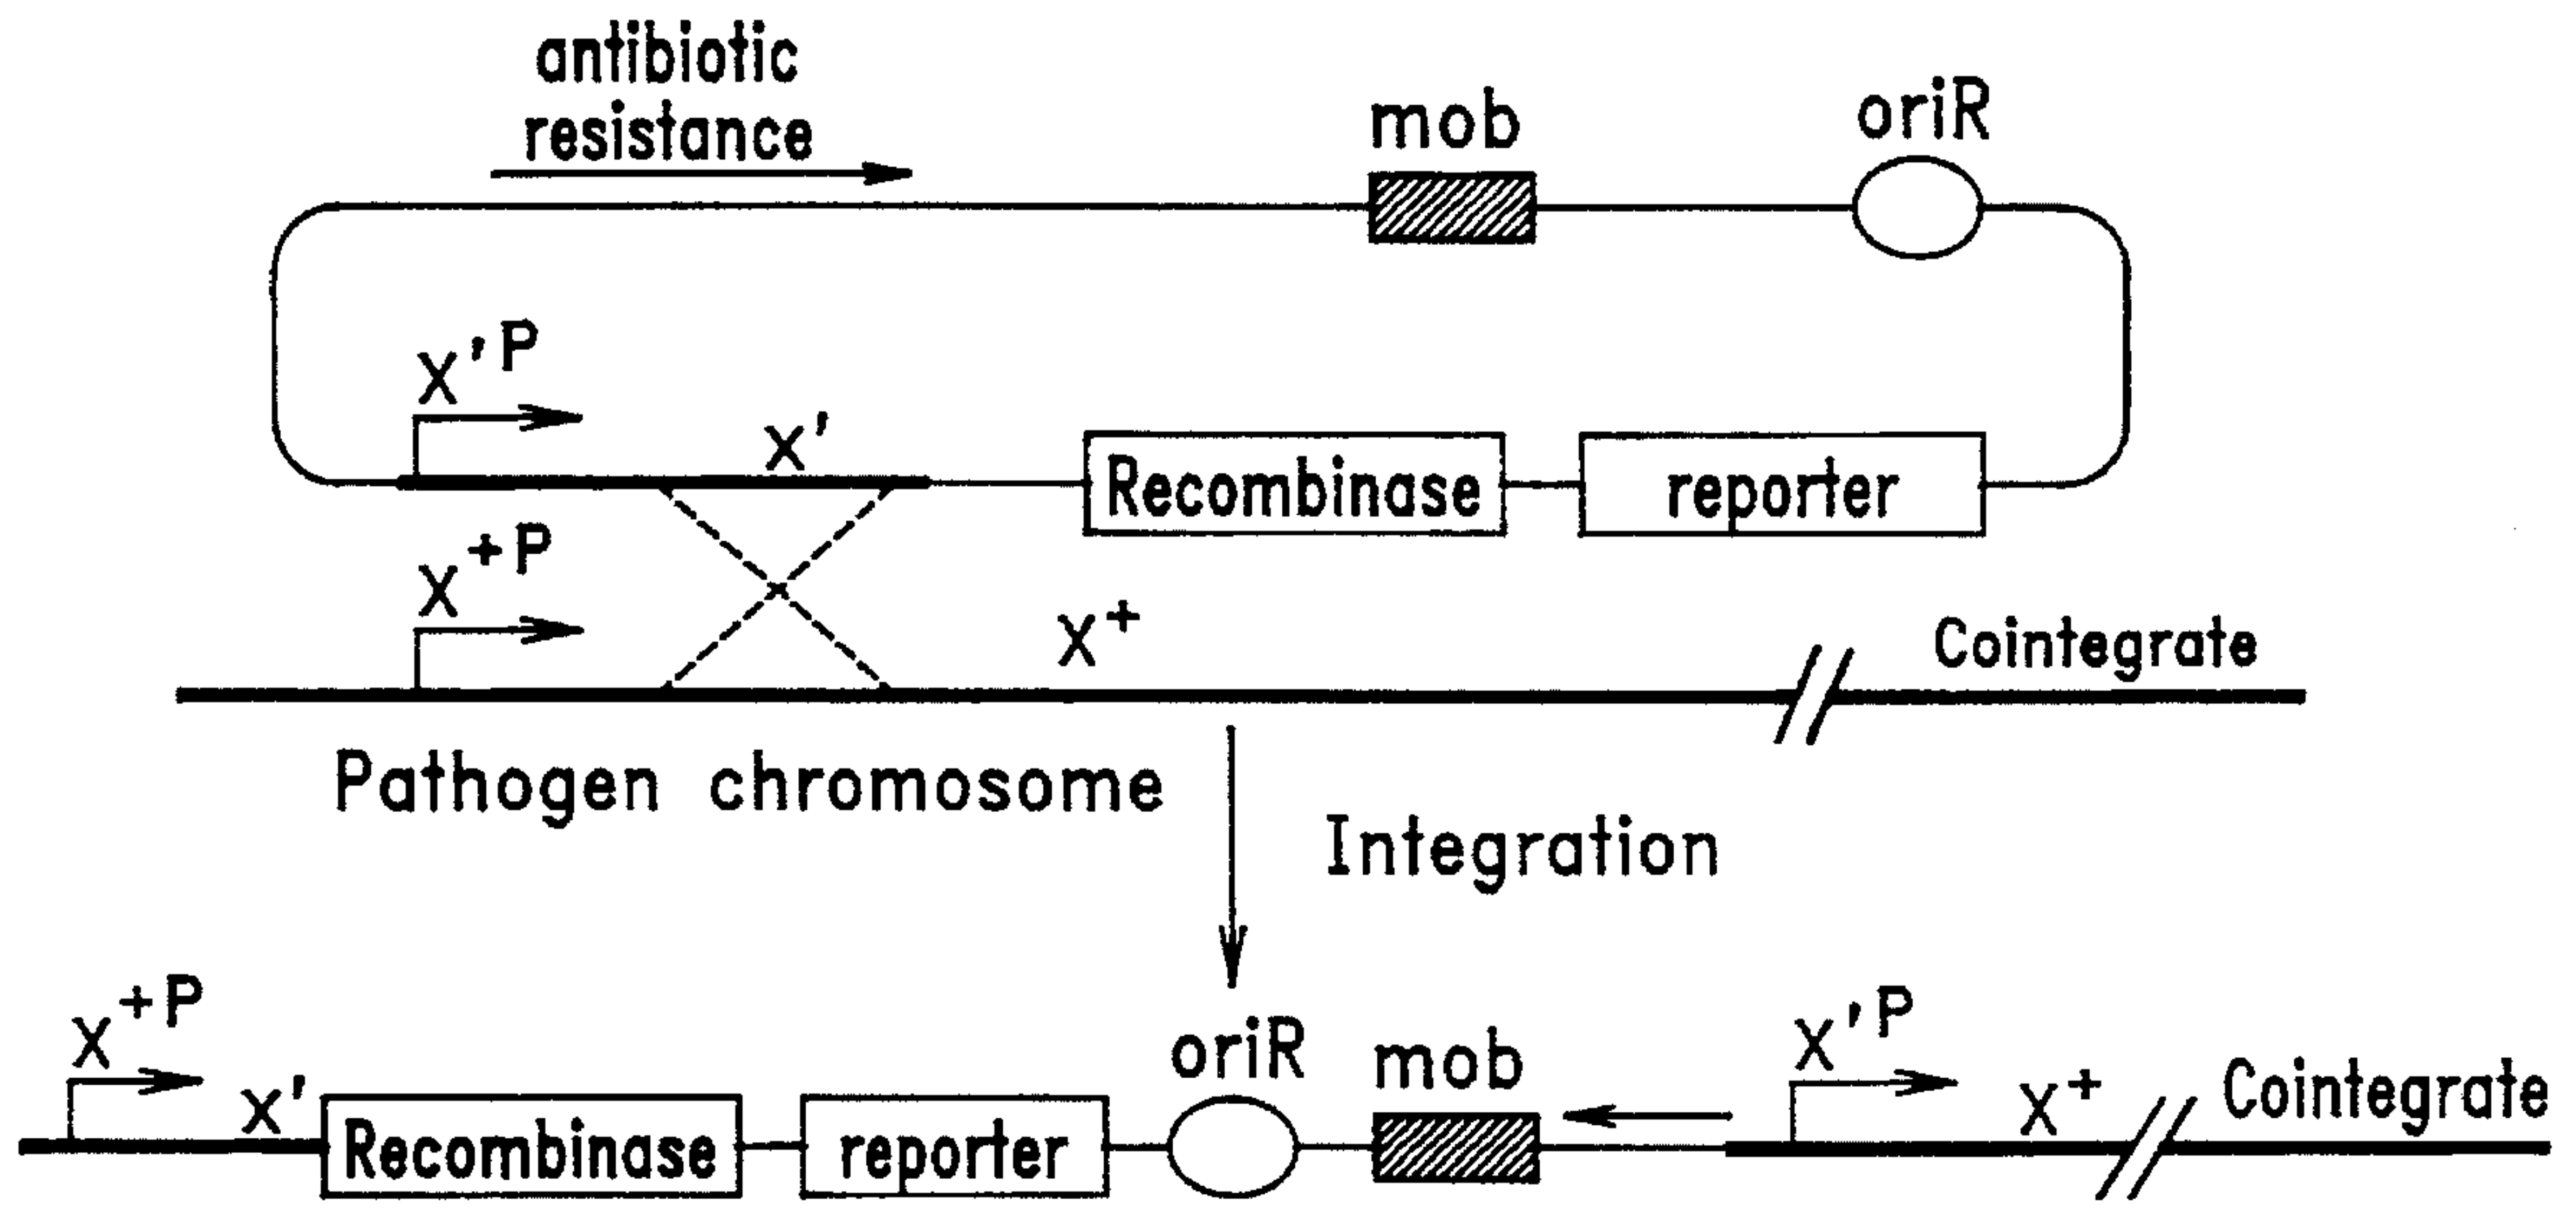 antibiotic
resistance
mob
oriR
X'P
X'
Recombinase
reporter
X+P
X+
Cointegrate
Pathogen chromosome
Integration
X+P
X'
Recombinase
reporter
oriR
mob
X'P
X+
Cointegrate